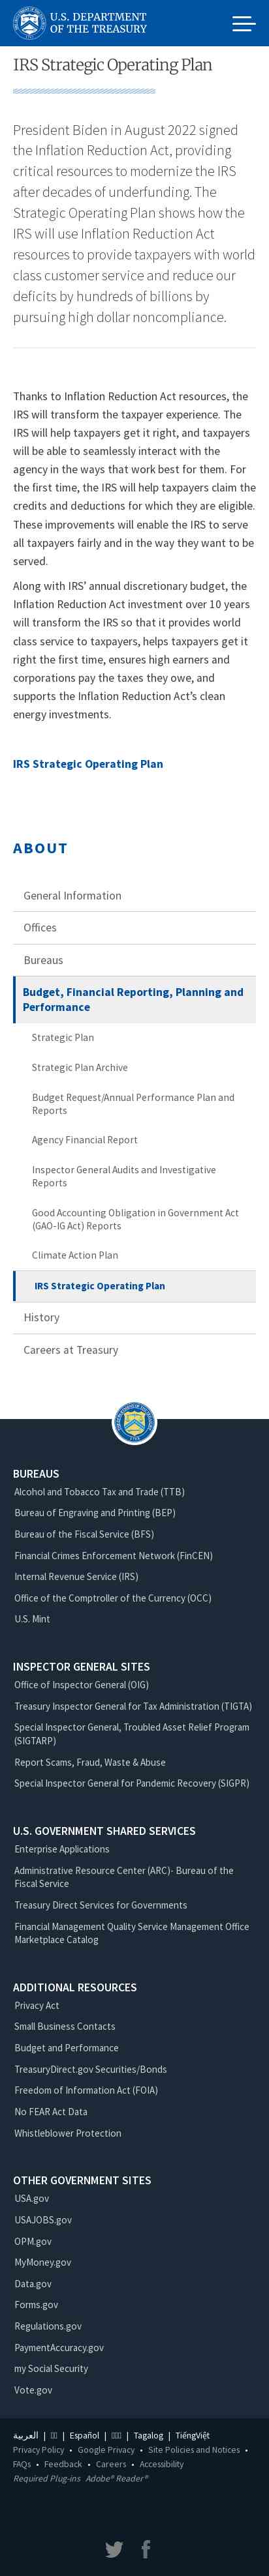 U.S. DEPARTMENT
OF THE TREASURY
IRS Strategic Operating Plan
President Biden in August 2022 signed
the Inflation Reduction Act, providing
critical resources to modernize the IRS
after decades of underfunding. The
Strategic Operating Plan shows how the
IRS will use Inflation Reduction Act
resources to provide taxpayers with world
class customer service and reduce our
deficits by hundreds of billions by
pursuing high dollar noncompliance.
Thanks to Inflation Reduction Act resources, the
IRS will transform the taxpayer experience. The
IRS will help taxpayers get it right, and taxpayers
will be able to seamlessly interact with the
agency in the ways that work best for them. For
the first time, the IRS will help taxpayers claim the
credits and deductions for which they are eligible.
These improvements will enable the IRS to serve
all taxpayers fairly and in the way they want to be
served.
Along with IRS’ annual discretionary budget, the
Inflation Reduction Act investment over 10 years
will transform the IRS so that it provides world
class service to taxpayers, helps taxpayers get it
right the first time, ensures high earners and
corporations pay the taxes they owe, and
supports the Inflation Reduction Act’s clean
energy investments.
IRS Strategic Operating Plan
ABOUT
General Information
Offices
Bureaus
Budget, Financial Reporting, Planning and
Performance
Strategic Plan
Strategic Plan Archive
Budget Request/Annual Performance Plan and
Reports
Agency Financial Report
Inspector General Audits and Investigative
Reports
Good Accounting Obligation in Government Act
(GAO-IG Act) Reports
Climate Action Plan
IRS Strategic Operating Plan
History
Careers at Treasury
BUREAUS
Alcohol and Tobacco Tax and Trade (TTB)
Bureau of Engraving and Printing (BEP)
Bureau of the Fiscal Service (BFS)
Financial Crimes Enforcement Network (FinCEN)
Internal Revenue Service (IRS)
Office of the Comptroller of the Currency (OCC)
U.S. Mint
INSPECTOR GENERAL SITES
Office of Inspector General (OIG)
Treasury Inspector General for Tax Administration (TIGTA)
Special Inspector General, Troubled Asset Relief Program
(SIGTARP)
Report Scams, Fraud, Waste & Abuse
Special Inspector General for Pandemic Recovery (SIGPR)
U.S. GOVERNMENT SHARED SERVICES
Enterprise Applications
Administrative Resource Center (ARC)- Bureau of the
Fiscal Service
Treasury Direct Services for Governments
Financial Management Quality Service Management Office
Marketplace Catalog
ADDITIONAL RESOURCES
Privacy Act
Small Business Contacts
Budget and Performance
TreasuryDirect.gov Securities/Bonds
Freedom of Information Act (FOIA)
No FEAR Act Data
Whistleblower Protection
OTHER GOVERNMENT SITES
USA.gov
USAJOBS.gov
OPM.gov
MyMoney.gov
Data.gov
Forms.gov
Regulations.gov
PaymentAccuracy.gov
my Social Security
Vote.gov
العربية | | Español | | Tagalog | TiếngViệt
Privacy Policy • Google Privacy • Site Policies and Notices •
FAQs • Feedback • Careers • Accessibility
Required Plug-ins Adobe® Reader®